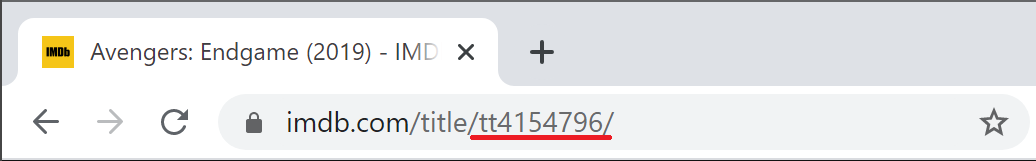 IMDb Avengers: Endgame (2019) - IMD
imdb.com/title/tt4154796/